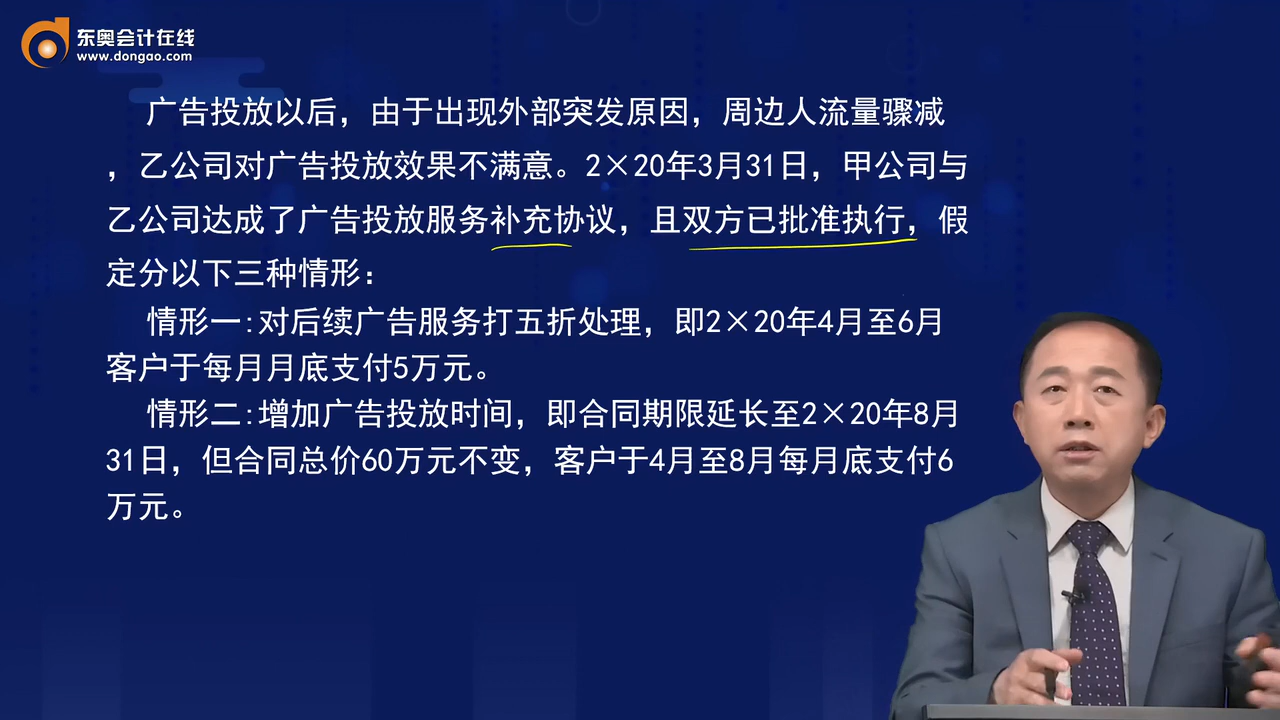 东奥会计在线
www.dongao.com
广告投放以后，由于出现外部突发原因，周边人流量骤减
，乙公司对广告投放效果不满意。2×20年3月31日，甲公司与
乙公司达成了广告投放服务补充协议，且双方已批准执行，假
定分以下三种情形：
情形一:对后续广告服务打五折处理，即2×20年4月至6月
客户于每月月底支付5万元。
情形二:增加广告投放时间，即合同期限延长至2×20年8月
31日，但合同总价60万元不变，客户于4月至8月每月底支付6
万元。